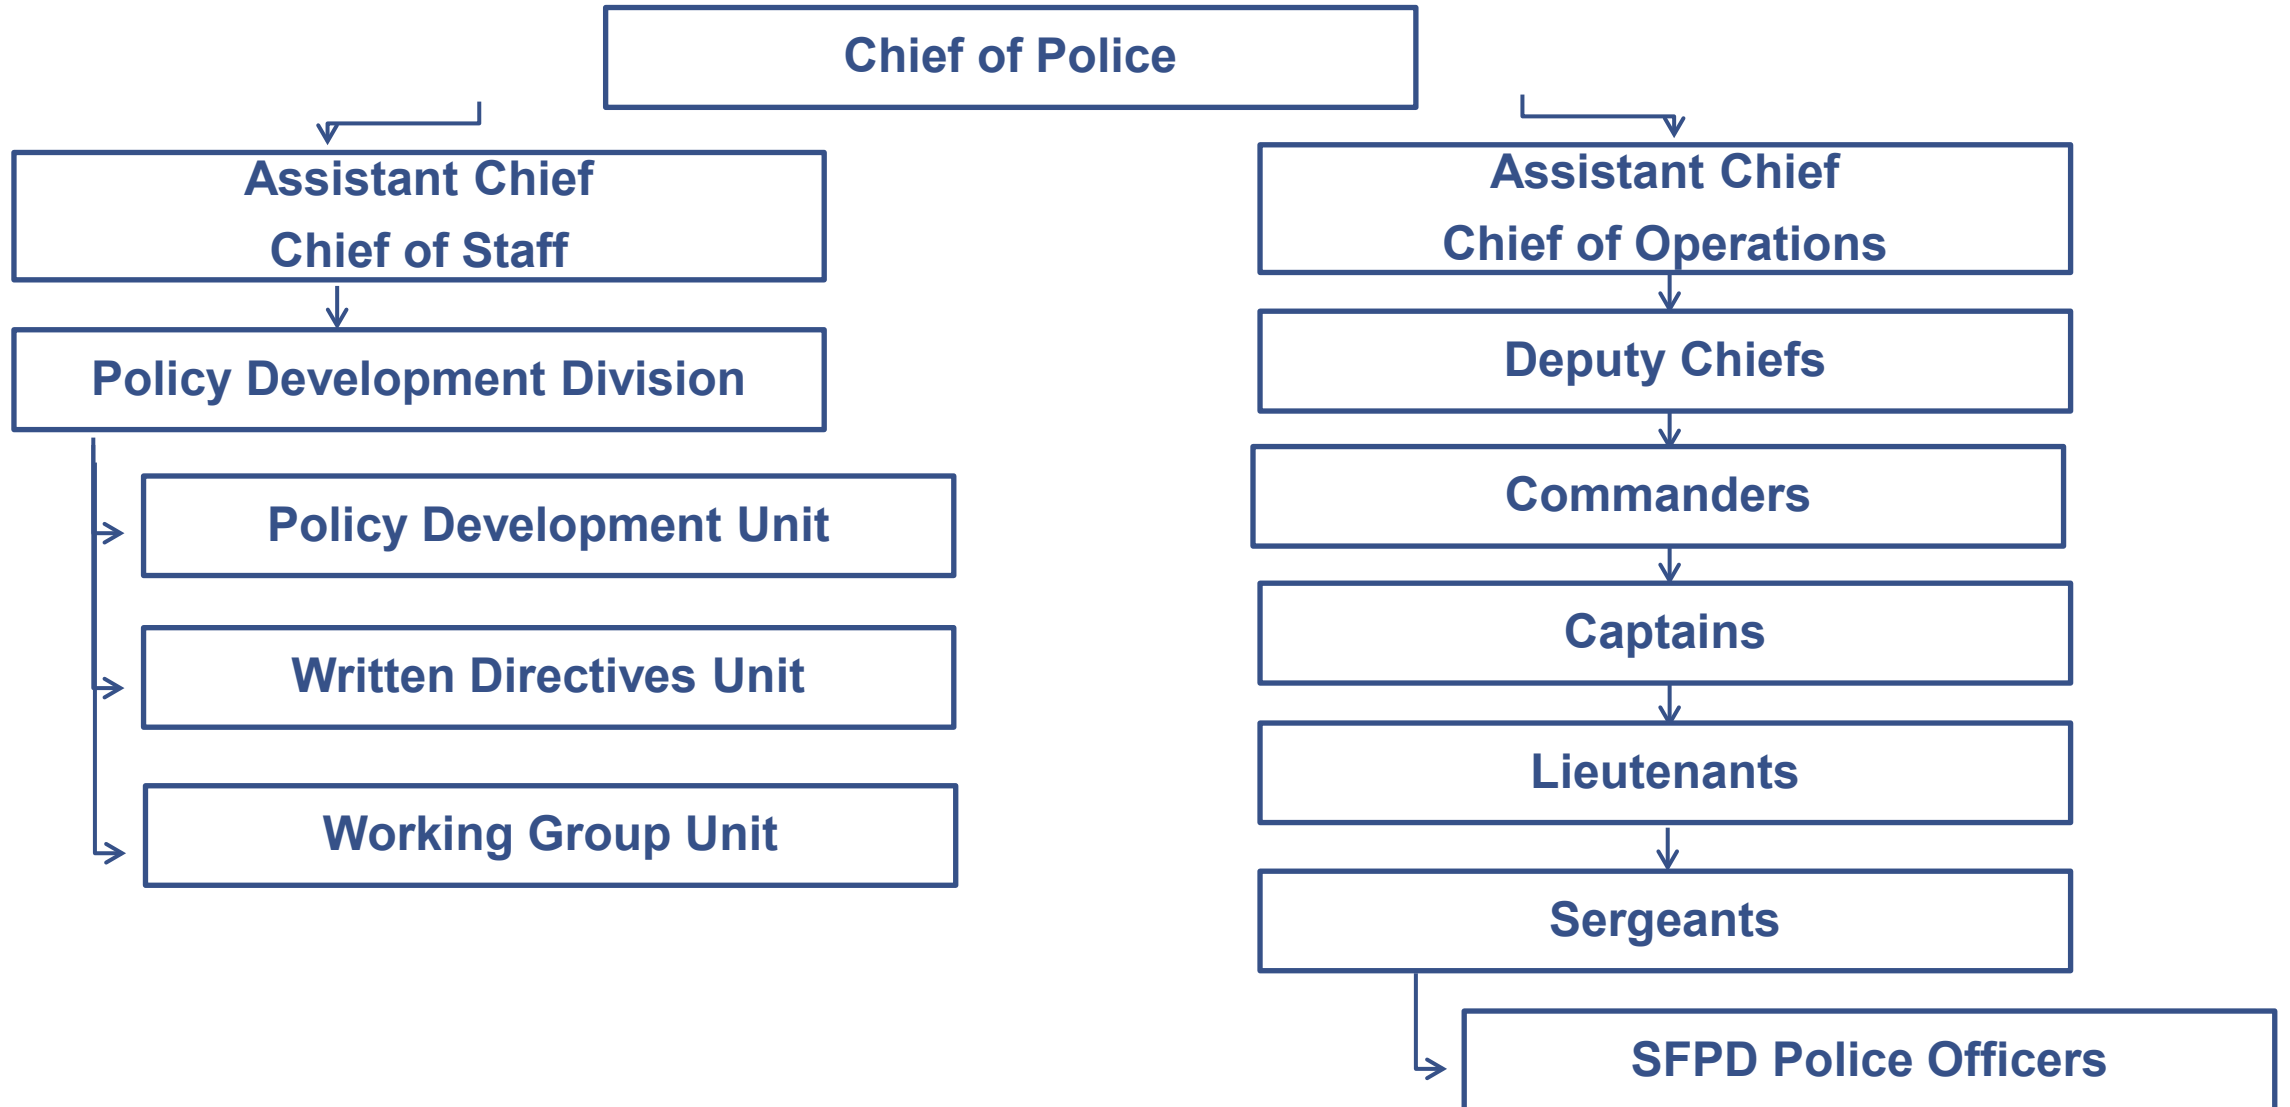 Chief of Police
Assistant Chief
Chief of Staff
Policy Development Division
Policy Development Unit
Written Directives Unit
Working Group Unit
Assistant Chief
Chief of Operations
Deputy Chiefs
Commanders
Captains
Lieutenants
Sergeants
SFPD Police Officers